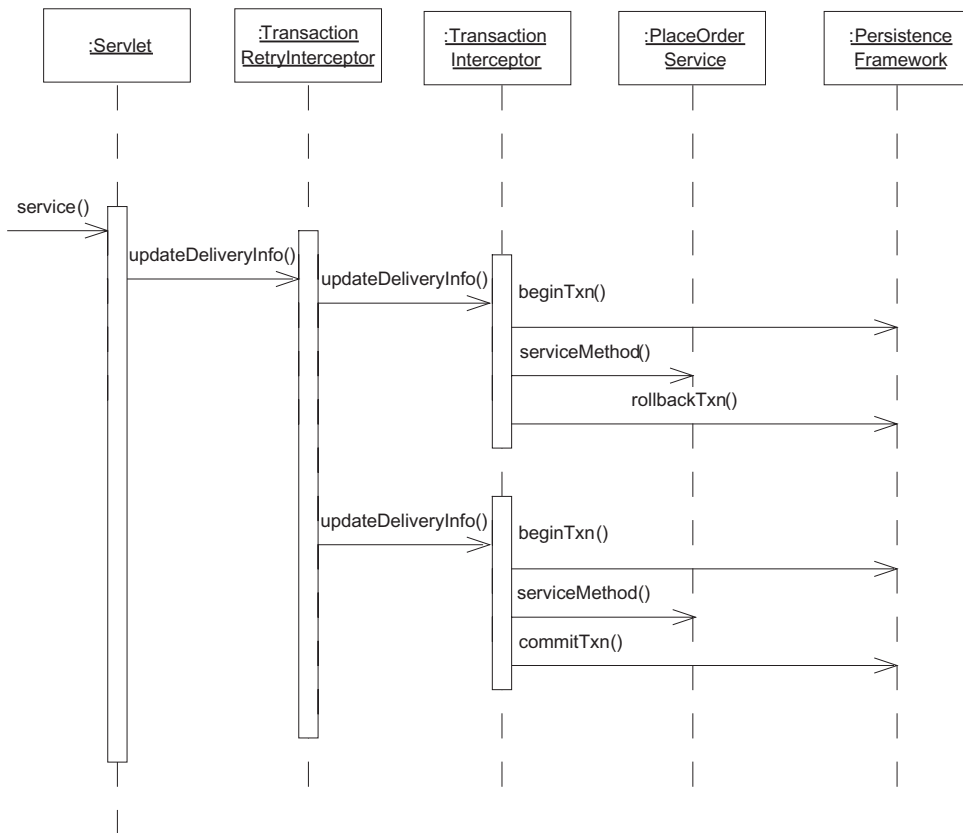 :Servlet
:Transaction
RetryInterceptor
:Transaction
Interceptor
:PlaceOrder
Service
:Persistence
Framework
service()
updateDeliveryInfo()
updateDeliveryInfo()
beginTxn()
serviceMethod()
rollbackTxn()
updateDeliveryInfo()
beginTxn()
serviceMethod()
commitTxn()